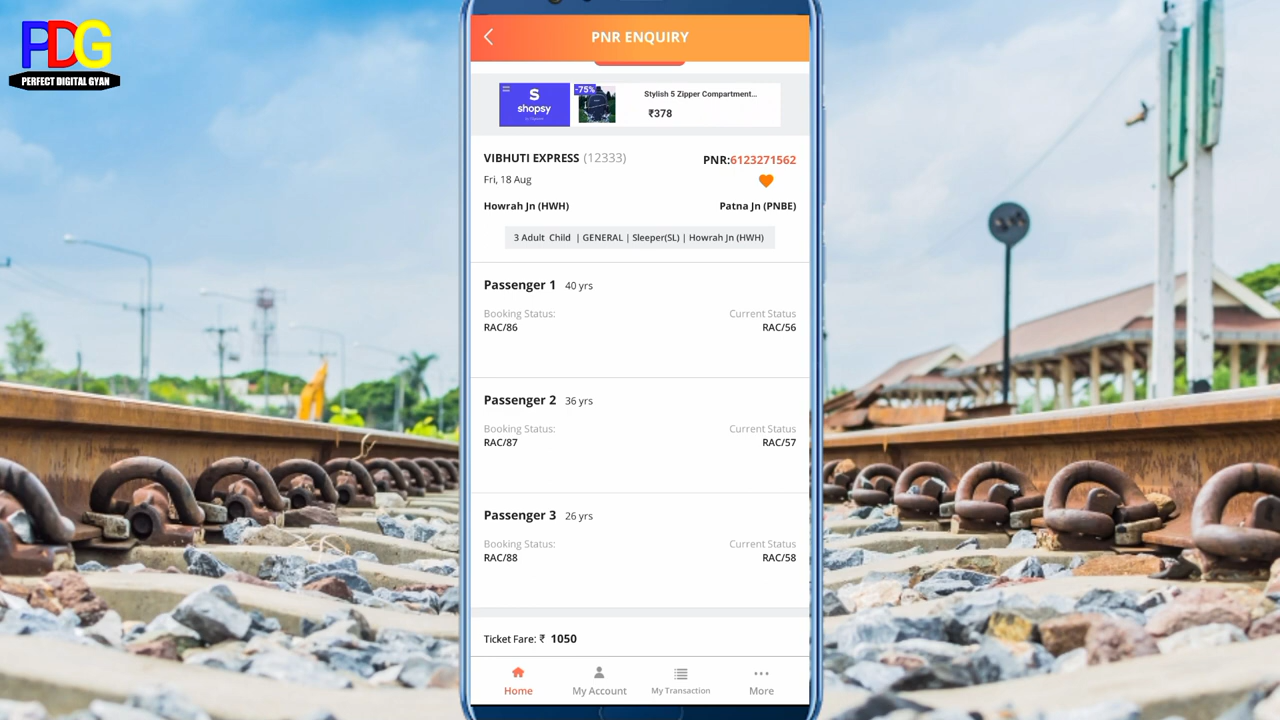 PDG
PERFECT DIGITAL GYAN
PNR ENQUIRY
S
shopsy
-75%
Stylish 5 Zipper Compartment...
₹378
VIBHUTI EXPRESS (12333)
PNR:6123271562
Fri, 18 Aug
Howrah Jn (HWH)
Patna Jn (PNBE)
3 Adult Child | GENERAL | Sleeper(SL) | Howrah Jn (HWH)
Passenger 1 40 yrs
Booking Status:
Current Status
RAC/86
RAC/56
Passenger 2 36 yrs
Booking Status:
Current Status
RAC/87
RAC/57
Passenger 3 26 yrs
Booking Status:
Current Status
RAC/88
RAC/58
Ticket Fare: ₹ 1050
Home
My Account
My Transaction
More